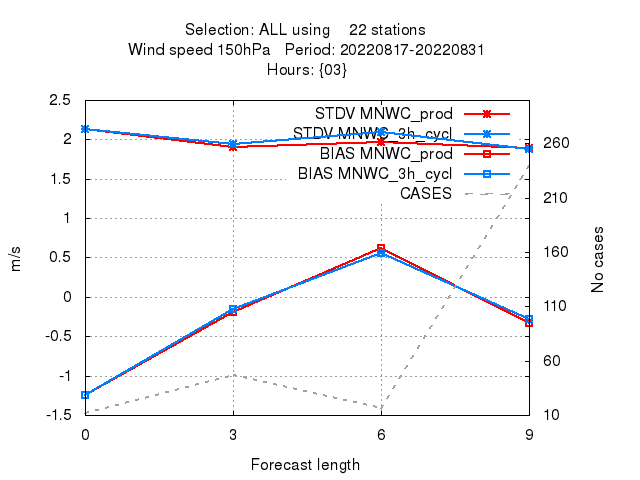 Selection: ALL using 22 stations
Wind speed 150hPa Period: 20220817-20220831
Hours: {03}
2.5
2
1.5
1
0.5
0
-0.5
-1
-1.5
m/s
STDV MNWC_prod
STDV MNWC_3h_cycl
BIAS MNWC_prod
BIAS MNWC_3h_cycl
CASES
260
210
160
110
60
10
No cases
0 3 6 9
Forecast length